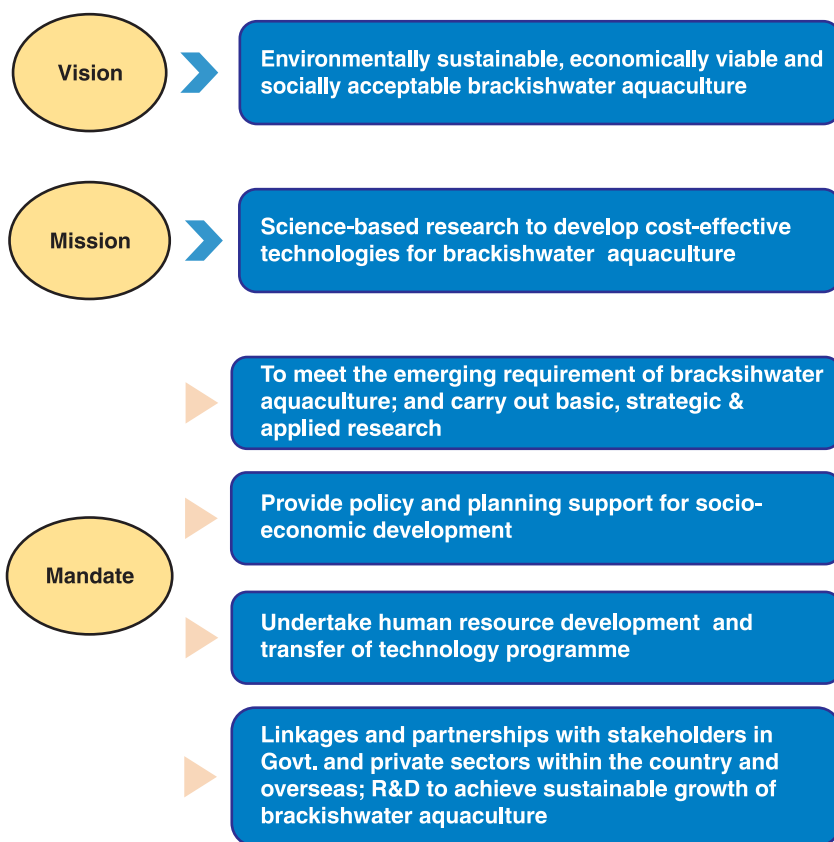 Vision
Environmentally sustainable, economically viable and
socially acceptable brackishwater aquaculture
Mission
Science-based research to develop cost-effective
technologies for brackishwater aquaculture
Mandate
To meet the emerging requirement of bracksihwater
aquaculture; and carry out basic, strategic &
applied research
Provide policy and planning support for socio-
economic development
Undertake human resource development and
transfer of technology programme
Linkages and partnerships with stakeholders in
Govt. and private sectors within the country and
overseas; R&D to achieve sustainable growth of
brackishwater aquaculture